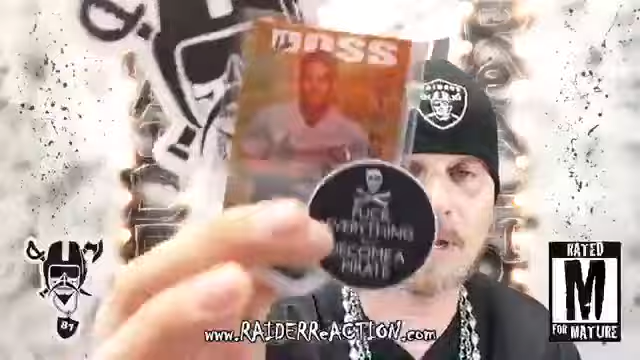 moss
RAIDERS
FUCK
EVERYTHING
BECOME A
PIRATE
81
www.RAIDERReACTION.com
RATED
M
FOR MATURE